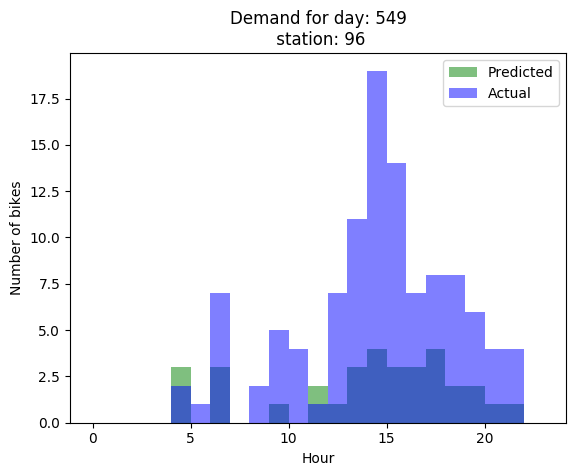 Demand for day: 549
station: 96
Predicted
Actual
Number of bikes
17.5
15.0
12.5
10.0
7.5
5.0
2.5
0.0
0
5
10
15
20
Hour